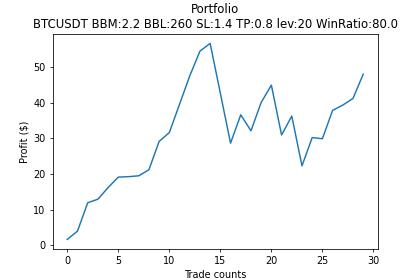 Portfolio
BTCUSDT BBM:2.2 BBL:260 SL:1.4 TP:0.8 lev:20 WinRatio:80.0
50
40
30
20
10
0
Profit ($)
0 5 10 15 20 25 30
Trade counts